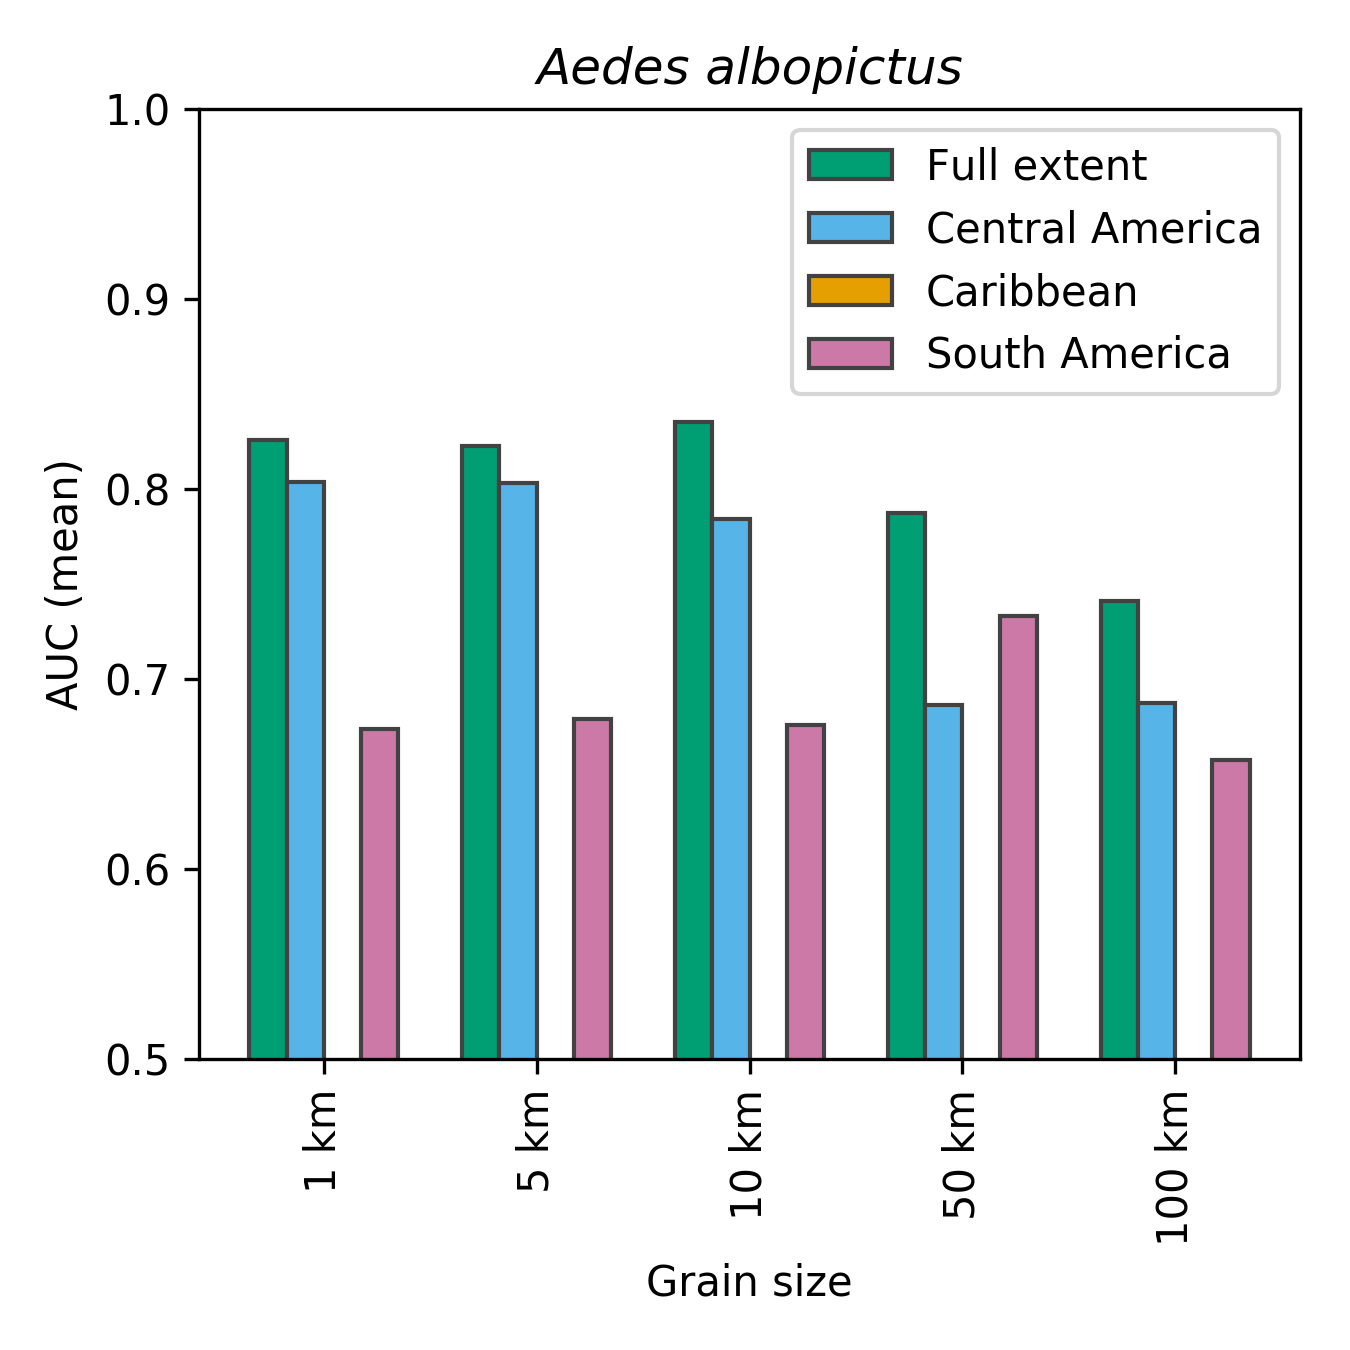 Aedes albopictus
1.0
0.9
0.8
0.7
0.6
0.5
AUC (mean)
Full extent
Central America
Caribbean
South America
1 km
5 km
10 km
50 km
100 km
Grain size